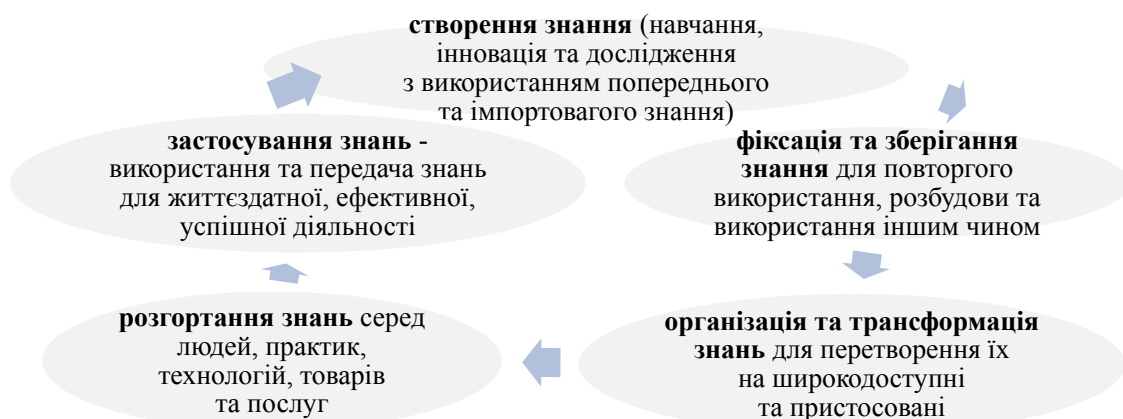 створення знання (навчання,
інновація та дослідження
з використанням попереднього
та імпортовагого знання)
фіксація та зберігання
знання для повторгого
використання, розбудови та
використання іншим чином
організація та трансформація
знань для перетворення їх
на широкодоступні
та пристосовані
розгортання знань серед
людей, практик,
технологій, товарів
та послуг
застосування знань -
використання та передача знань
для життєздатної, ефективної,
успішної діяльності